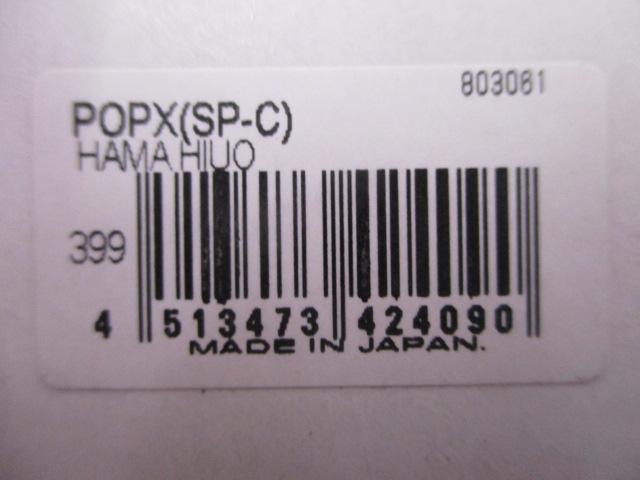 803061
POPX(SP-C)
HAMA HIUO
399
4 513473 424090
MADE IN JAPAN.